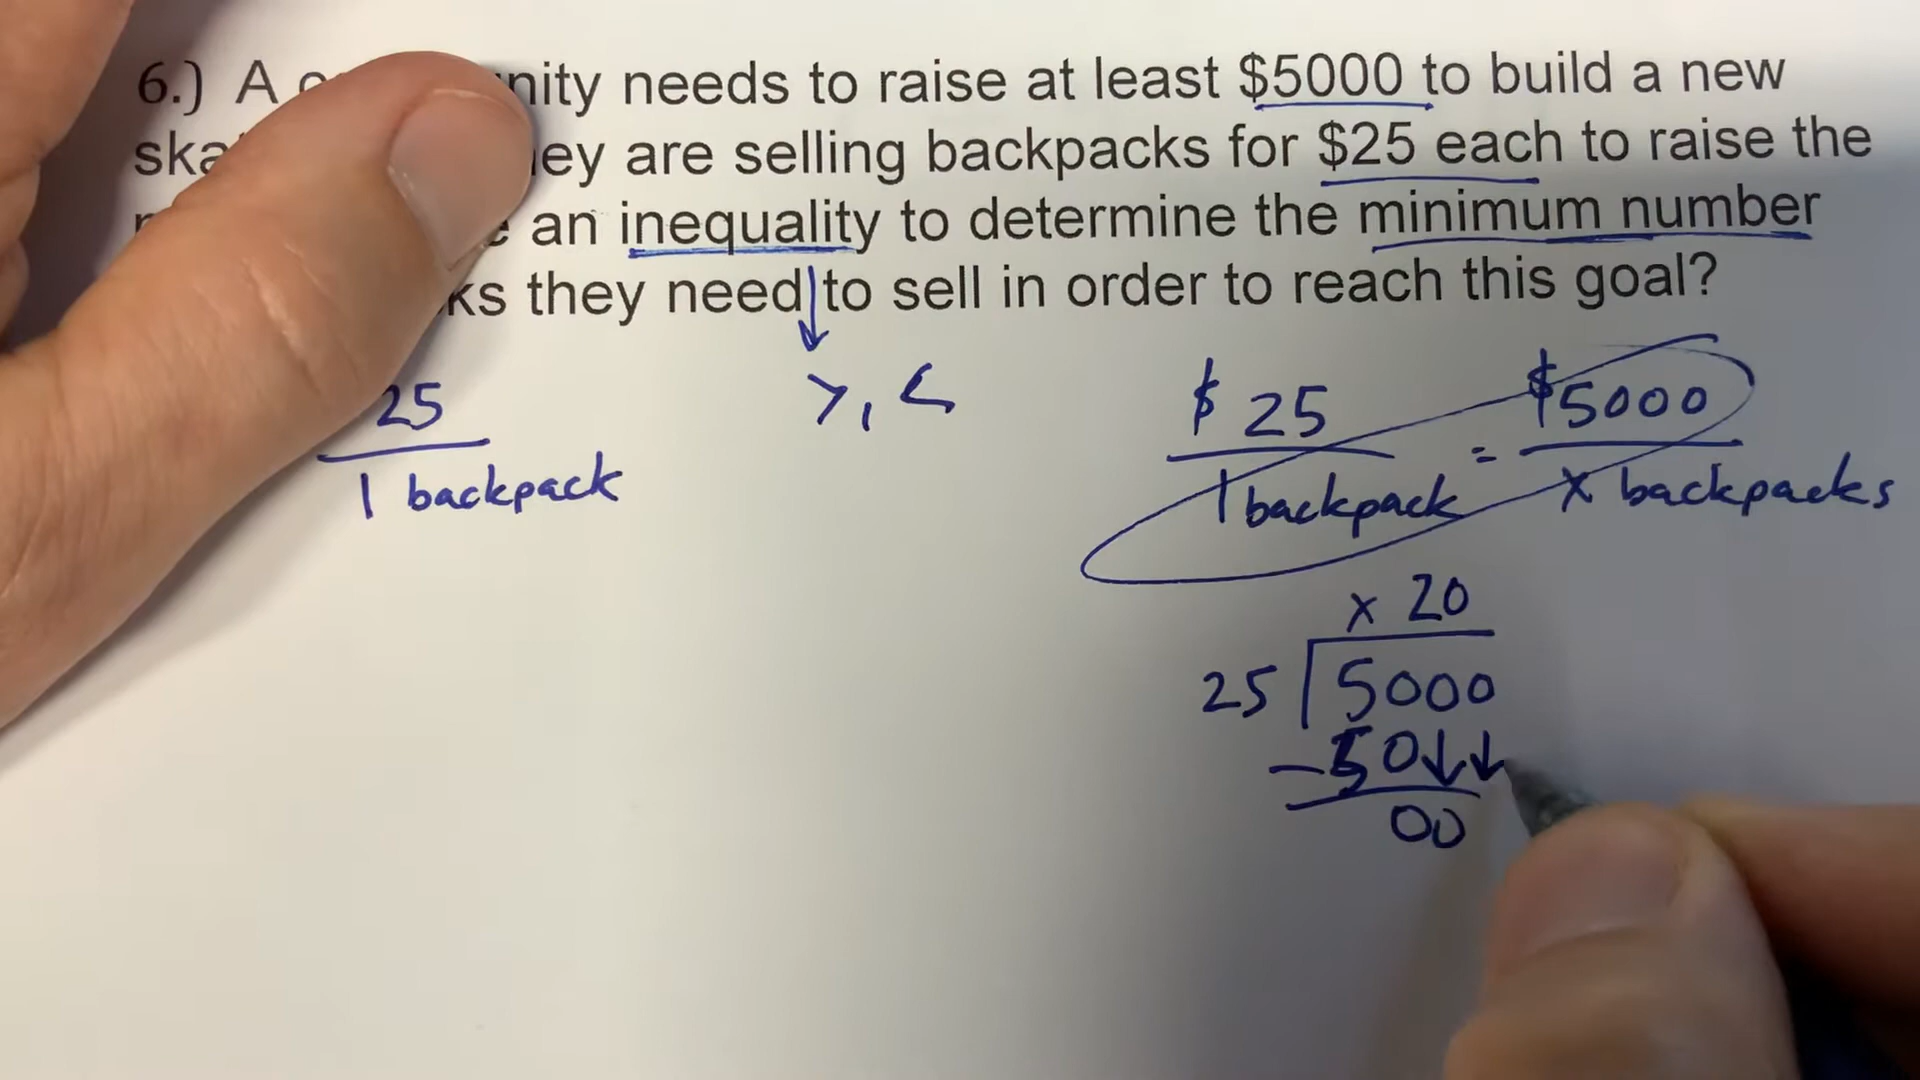 6.) A nity needs to raise at least $5000 to build a new
ska ey are selling backpacks for $25 each to raise the
an inequality to determine the minimum number
ks they need to sell in order to reach this goal?
25
1 backpack
>, <
$ 25
1 backpack
=
$5000
x backpacks
x 20
25 5000
- 50↓↓
00